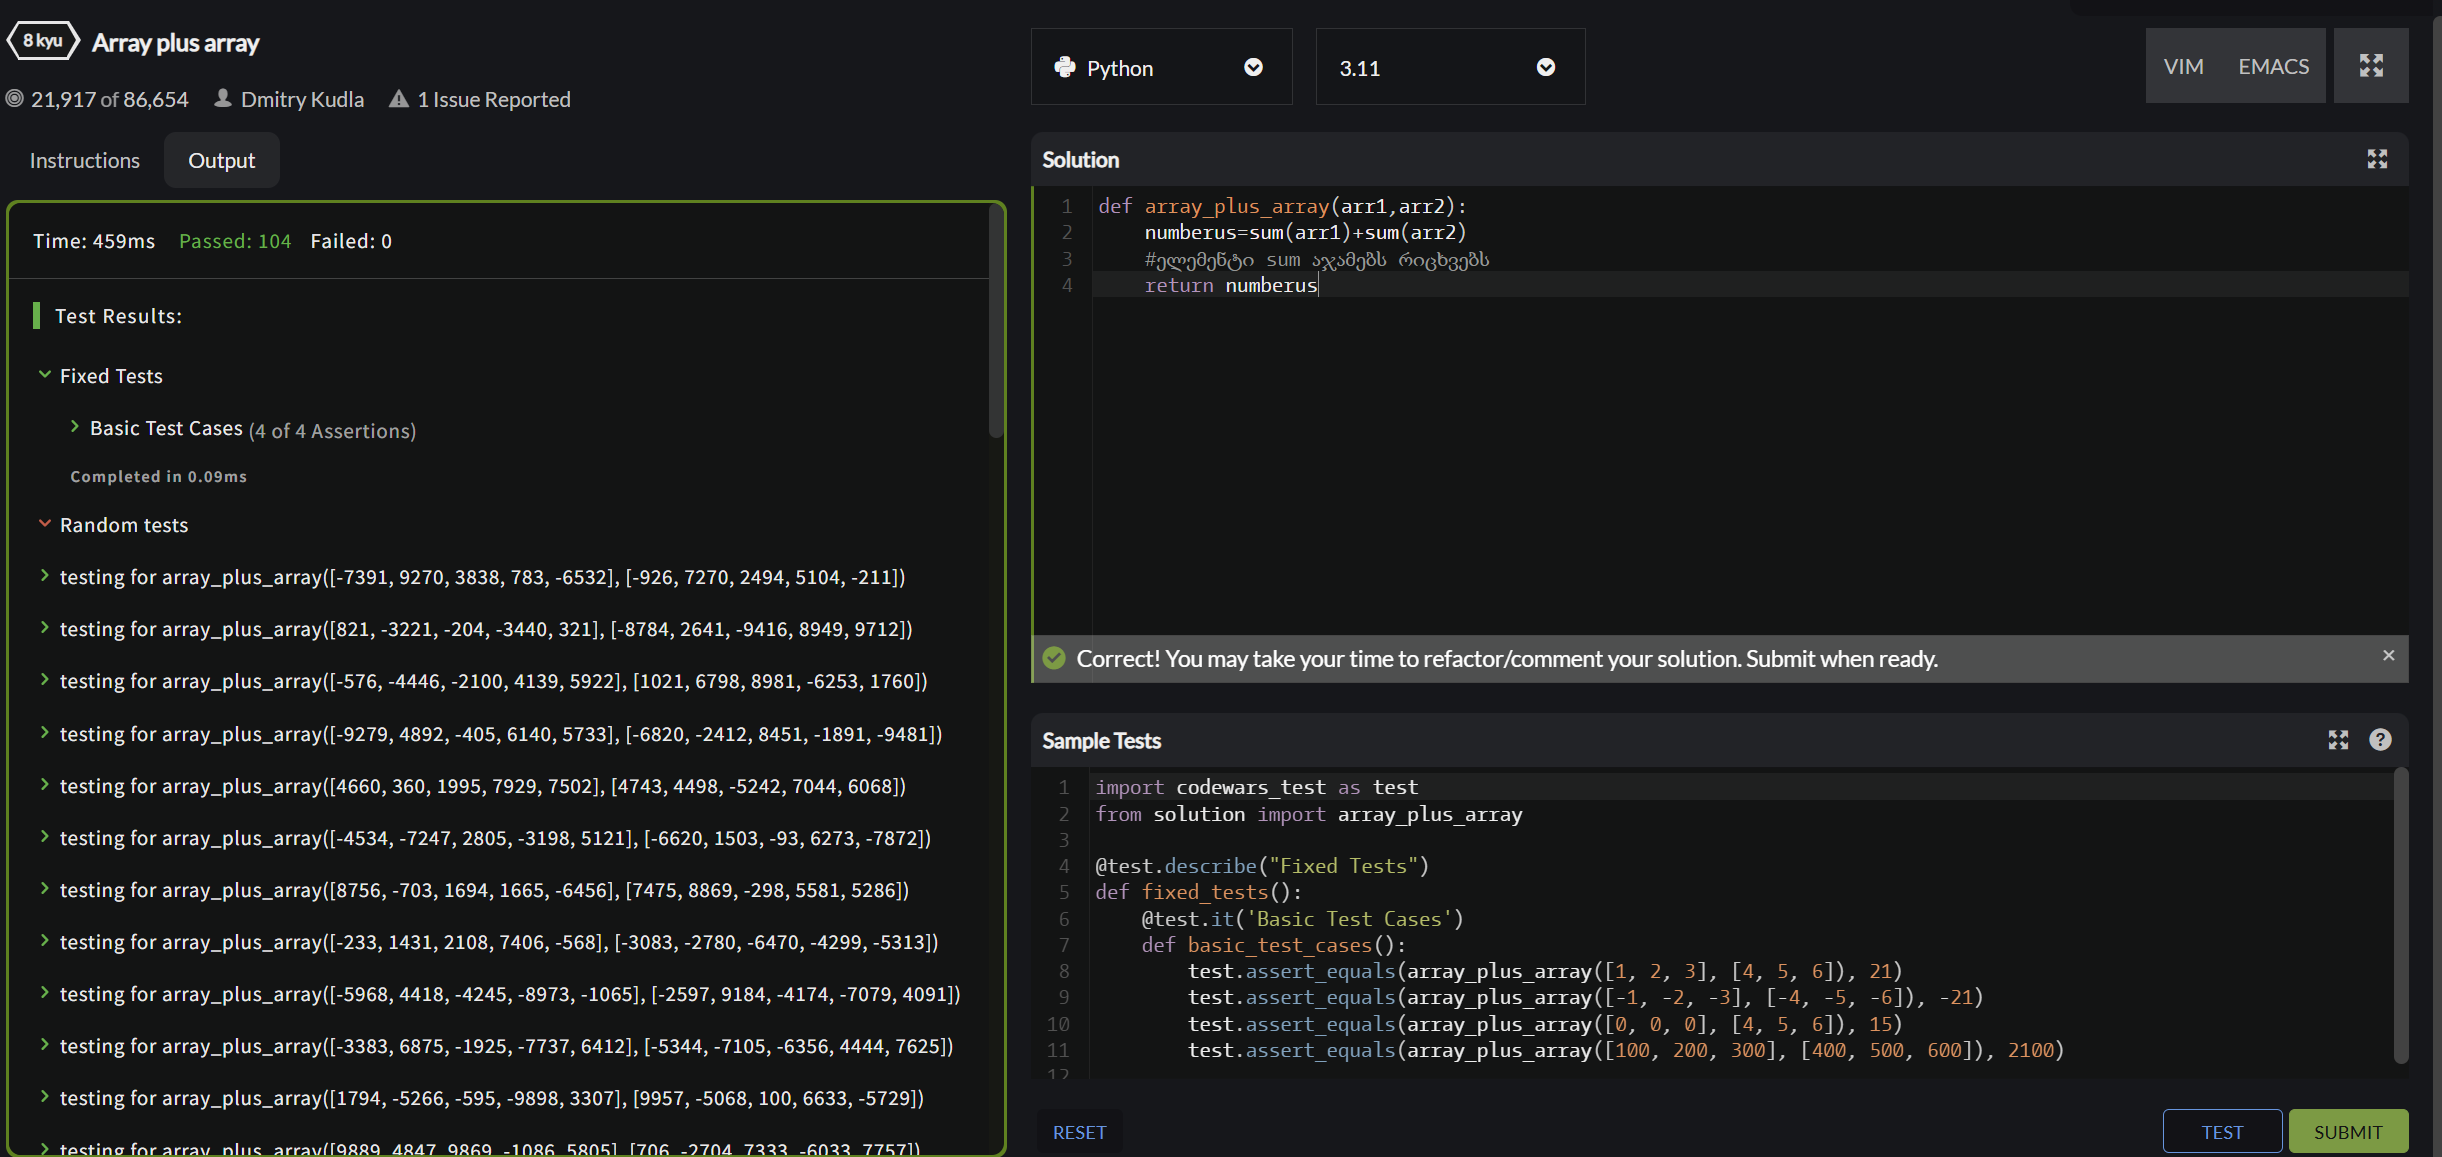 8 kyu Array plus array
21,917 of 86,654 Dmitry Kudla 1 Issue Reported
Instructions Output
Time: 459ms Passed: 104 Failed: 0
Test Results:
Fixed Tests
Basic Test Cases (4 of 4 Assertions)
Completed in 0.09ms
Random tests
testing for array_plus_array([-7391, 9270, 3838, 783, -6532], [-926, 7270, 2494, 5104, -211])
testing for array_plus_array([821, -3221, -204, -3440, 321], [-8784, 2641, -9416, 8949, 9712])
testing for array_plus_array([-576, -4446, -2100, 4139, 5922], [1021, 6798, 8981, -6253, 1760])
testing for array_plus_array([-9279, 4892, -405, 6140, 5733], [-6820, -2412, 8451, -1891, -9481])
testing for array_plus_array([4660, 360, 1995, 7929, 7502], [4743, 4498, -5242, 7044, 6068])
testing for array_plus_array([-4534, -7247, 2805, -3198, 5121], [-6620, 1503, -93, 6273, -7872])
testing for array_plus_array([8756, -703, 1694, 1665, -6456], [7475, 8869, -298, 5581, 5286])
testing for array_plus_array([-233, 1431, 2108, 7406, -568], [-3083, -2780, -6470, -4299, -5313])
testing for array_plus_array([-5968, 4418, -4245, -8973, -1065], [-2597, 9184, -4174, -7079, 4091])
testing for array_plus_array([-3383, 6875, -1925, -7737, 6412], [-5344, -7105, -6356, 4444, 7625])
testing for array_plus_array([1794, -5266, -595, -9898, 3307], [9957, -5068, 100, 6633, -5729])
testing for array_plus_array([9889, 4847, 9869, -1086, 5805], [706, -2704, 7333, -6033, 7757])
Python 3.11 VIM EMACS
Solution
1 def array_plus_array(arr1,arr2):
2 numberus=sum(arr1)+sum(arr2)
3 #ელემენტი sum აჯამებს რიცხვებს
4 return numberus
Correct! You may take your time to refactor/comment your solution. Submit when ready.
Sample Tests
1 import codewars_test as test
2 from solution import array_plus_array
3
4 @test.describe("Fixed Tests")
5 def fixed_tests():
6 @test.it('Basic Test Cases')
7 def basic_test_cases():
8 test.assert_equals(array_plus_array([1, 2, 3], [4, 5, 6]), 21)
9 test.assert_equals(array_plus_array([-1, -2, -3], [-4, -5, -6]), -21)
10 test.assert_equals(array_plus_array([0, 0, 0], [4, 5, 6]), 15)
11 test.assert_equals(array_plus_array([100, 200, 300], [400, 500, 600]), 2100)
12
RESET TEST SUBMIT